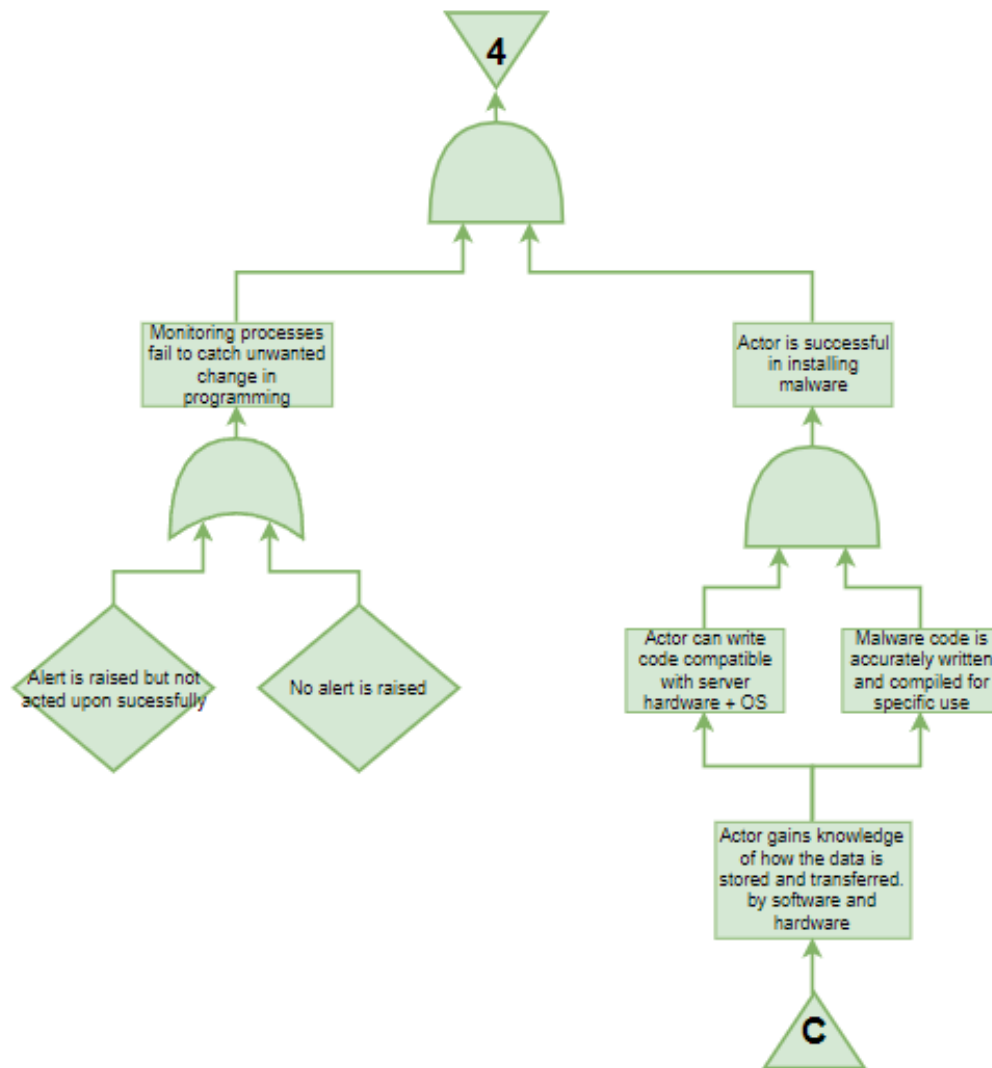 4
Monitoring processes
fail to catch unwanted
change in
programming
Actor is successful
in installing
malware
Alert is raised but not
acted upon sucessfully
No alert is raised
Actor can write
code compatible
with server
hardware + OS
Malware code is
accurately written
and compiled for
specific use
Actor gains knowledge
of how the data is
stored and transferred.
by software and
hardware
C